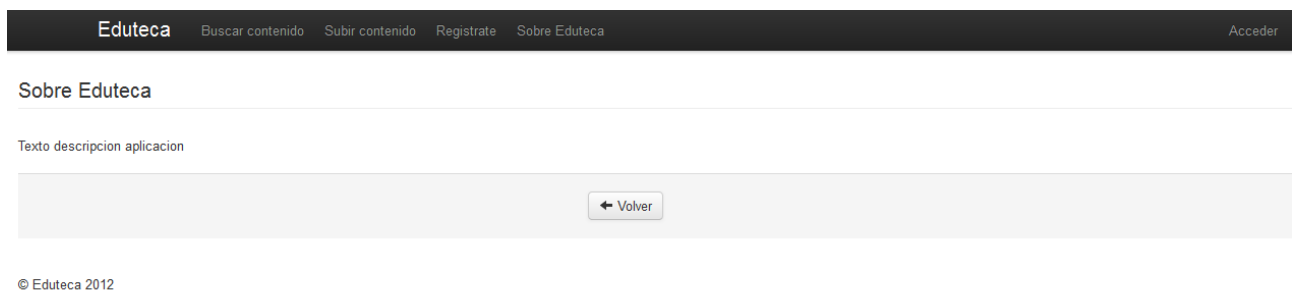 Eduteca Buscar contenido Subir contenido Registrate Sobre Eduteca Acceder
Sobre Eduteca
Texto descripcion aplicacion
Volver
© Eduteca 2012